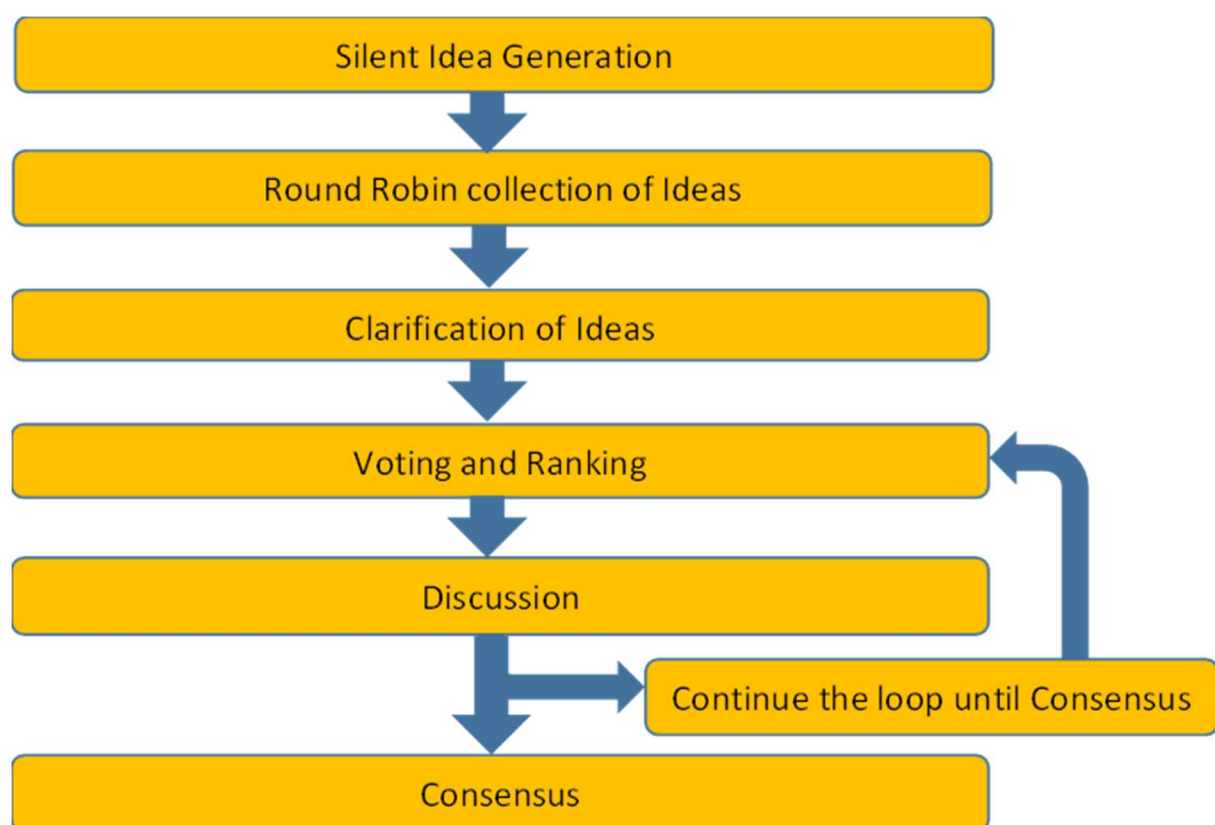 Silent Idea Generation
Round Robin collection of Ideas
Clarification of Ideas
Voting and Ranking
Discussion
Continue the loop until Consensus
Consensus